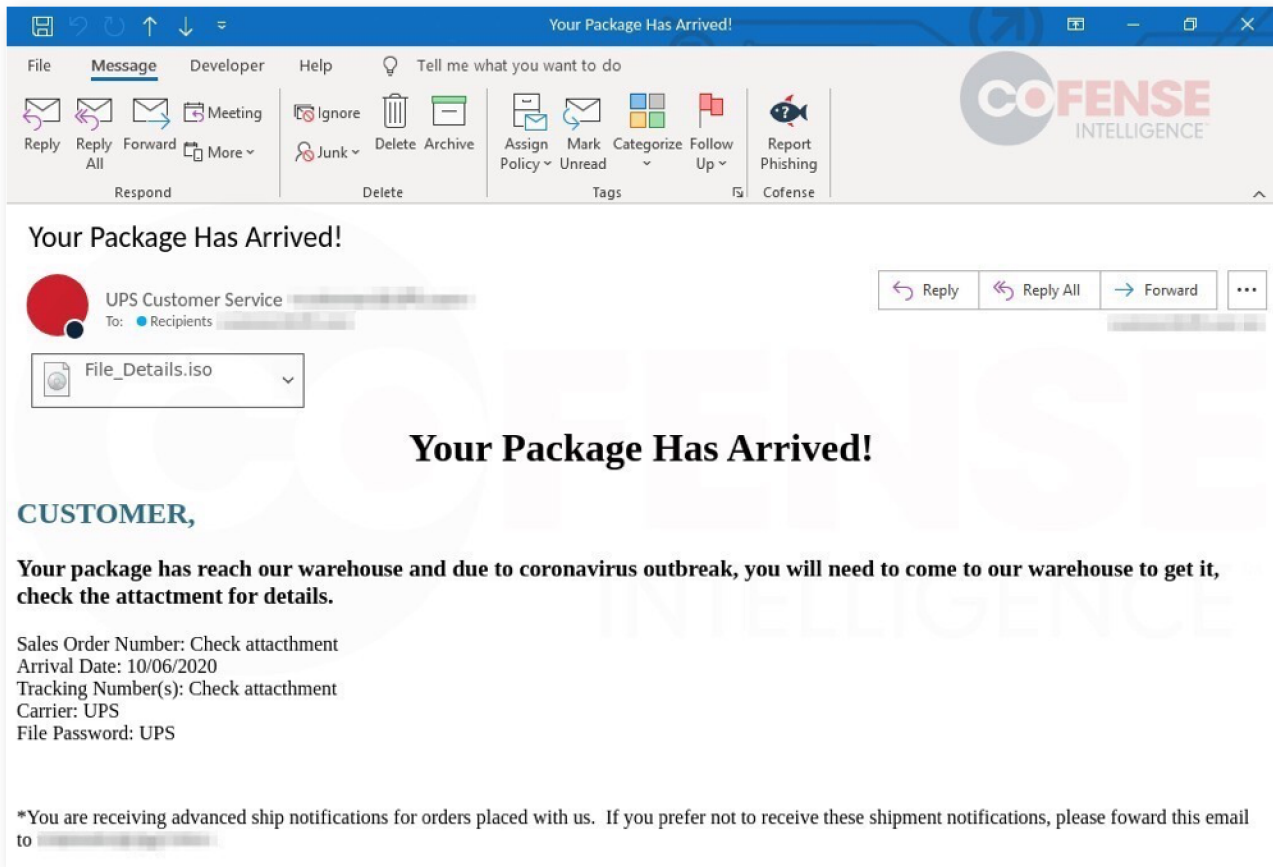 Your Package Has Arrived!
File Message Developer Help Tell me what you want to do
COFENSE
INTELLIGENCE
Meeting Ignore
Reply Reply Forward More Junk Delete Archive Assign Mark Categorize Follow Report
All Policy Unread Up Phishing
Respond Delete Tags Cofense
Your Package Has Arrived!
UPS Customer Service
Reply Reply All Forward
To: Recipients
File_Details.iso
Your Package Has Arrived!
CUSTOMER,
Your package has reach our warehouse and due to coronavirus outbreak, you will need to come to our warehouse to get it,
check the attactment for details.
Sales Order Number: Check attacthment
Arrival Date: 10/06/2020
Tracking Number(s): Check attacthment
Carrier: UPS
File Password: UPS
*You are receiving advanced ship notifications for orders placed with us. If you prefer not to receive these shipment notifications, please foward this email
to
COFENSE
INTELLIGENCE